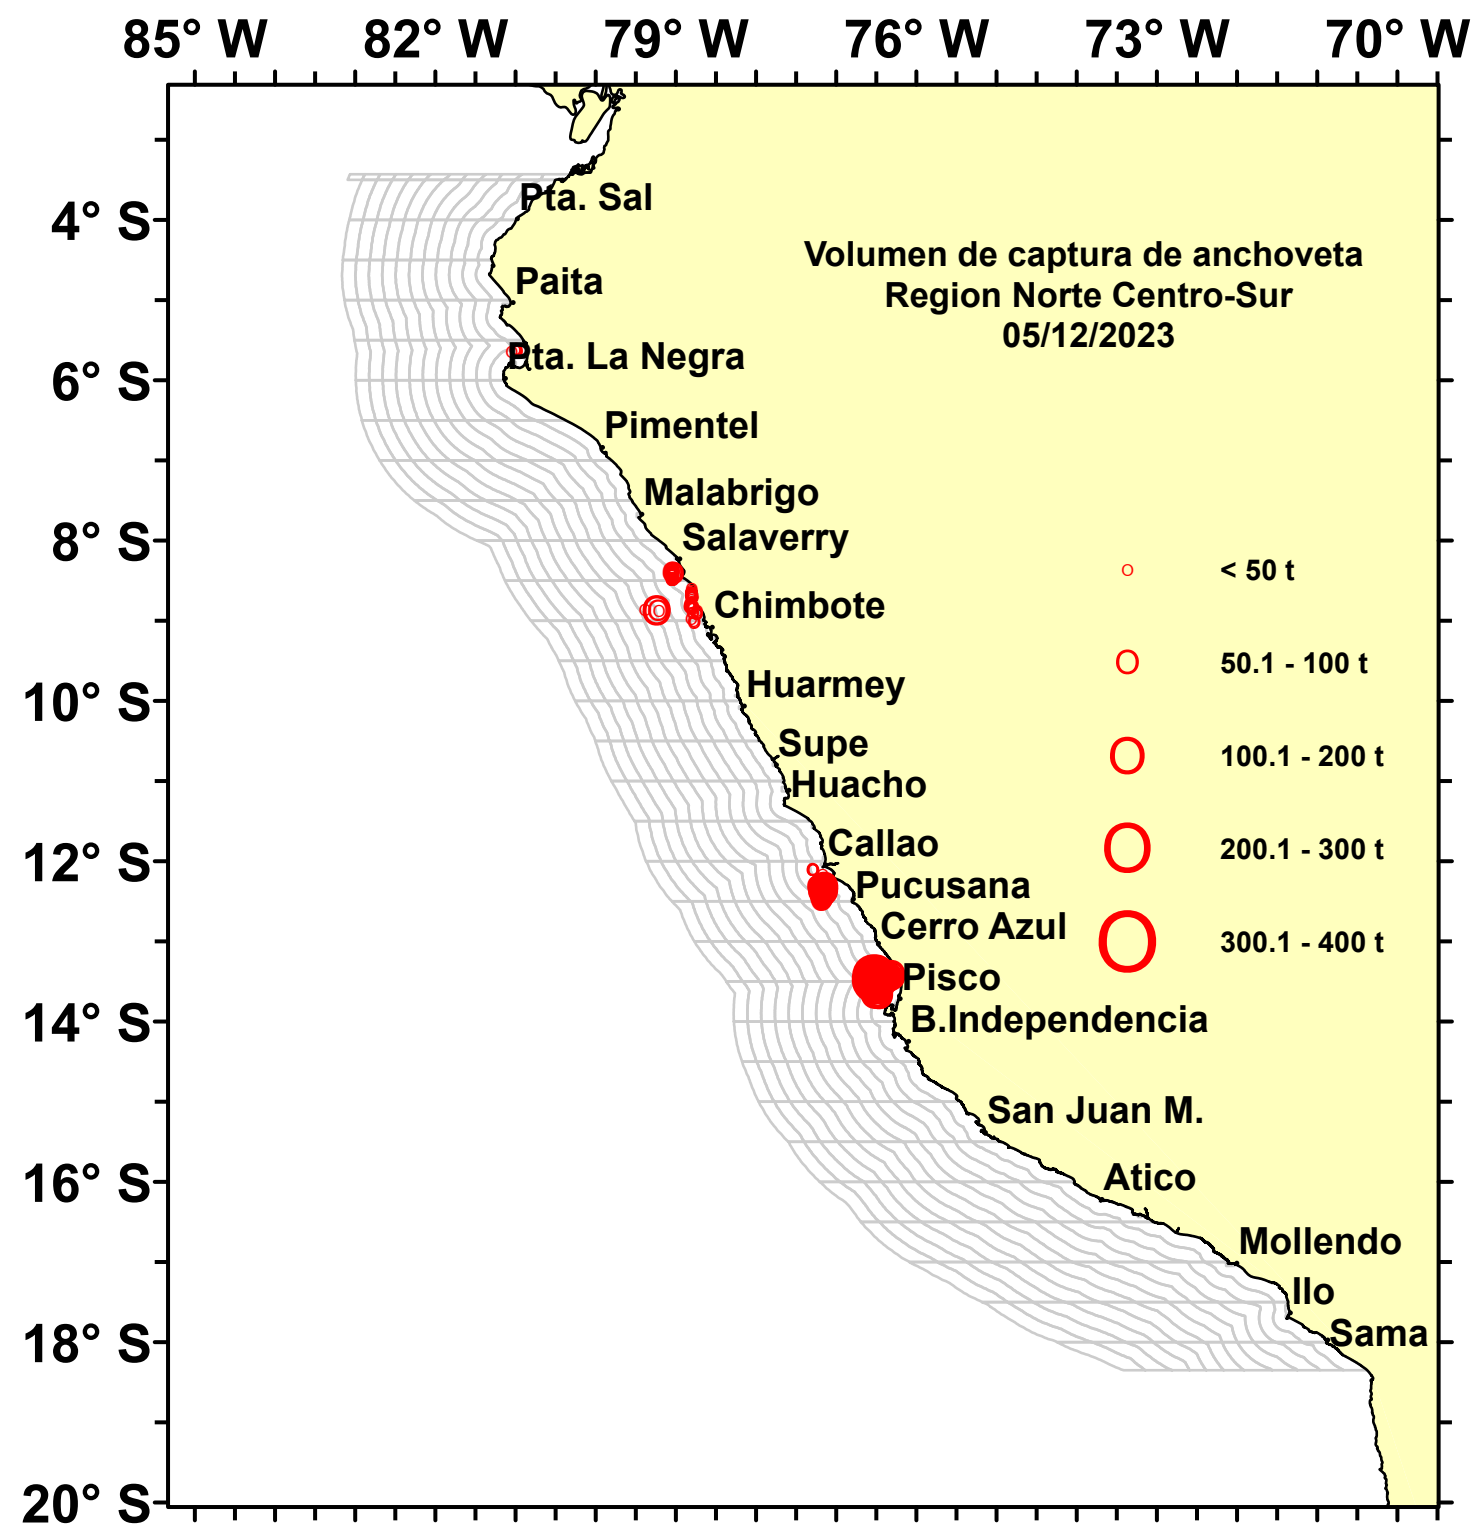 85° W 82° W 79° W 76° W 73° W 70° W
Pta. Sal
4° S
Volumen de captura de anchoveta
Region Norte Centro-Sur
05/12/2023
Paita
Pta. La Negra
6° S
Pimentel
Malabrigo
Salaverry
8° S
< 50 t
Chimbote
50.1 - 100 t
Huarmey
10° S
Supe
100.1 - 200 t
Huacho
Callao
200.1 - 300 t
12° S
Pucusana
Cerro Azul
300.1 - 400 t
Pisco
B.Independencia
14° S
San Juan M.
Atico
16° S
Mollendo
Ilo
Sama
18° S
20° S